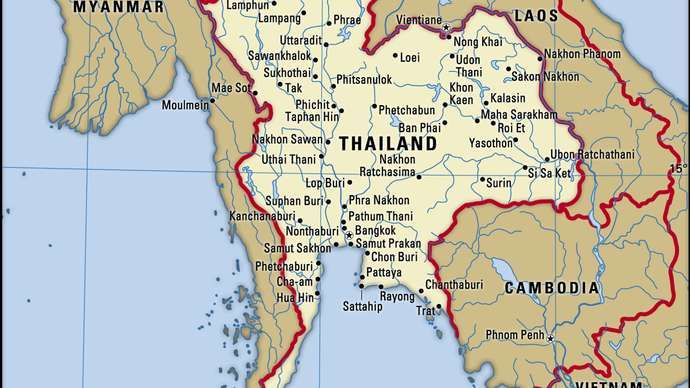 MYANMAR
Lamphun
Lampang
Phrae
Vientiane
LAOS
Uttaradit
Nong Khai
Sawankhalok
Loei
Udon
Thani
Nakhon Phanom
Sukhothai
Phitsanulok
Sakon Nakhon
Mae Sot
Tak
Khon
Kaen
Kalasin
Moulmein
Phichit
Taphan Hin
Phetchabun
Maha Sarakham
Ban Phai
Roi Et
Nakhon Sawan
THAILAND
Yasothon
Uthai Thani
Nakhon
Ratchasima
Ubon Ratchathani
15°
Si Sa Ket
Lop Buri
Surin
Suphan Buri
Phra Nakhon
Kanchanaburi
Pathum Thani
Nonthaburi
Bangkok
Samut Sakhon
Samut Prakan
Chon Buri
Phetchaburi
Pattaya
Cha-am
Chanthaburi
CAMBODIA
Hua Hin
Rayong
Sattahip
Trat
Phnom Penh
VIETNAM